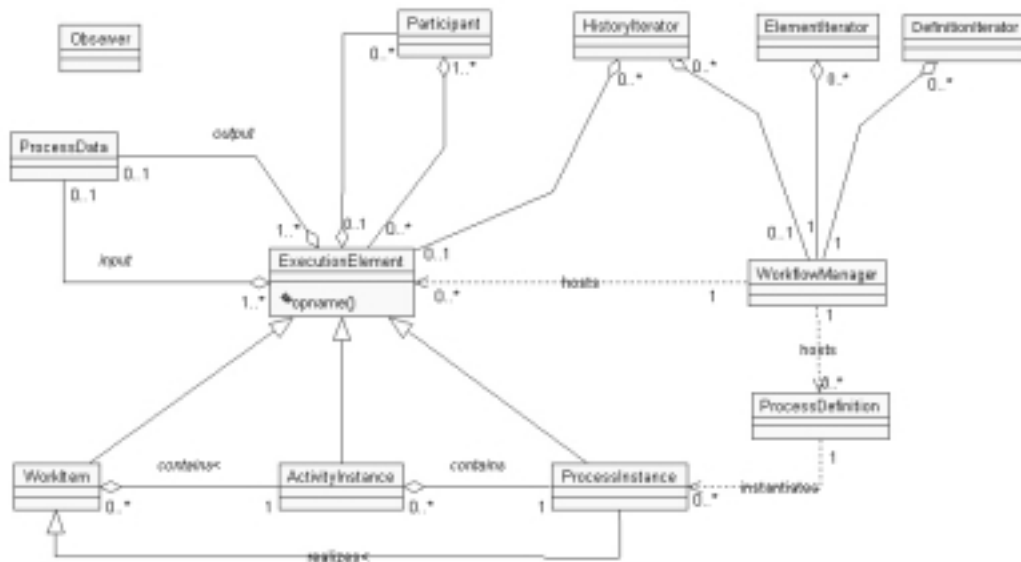 Observer
Participant
HistoryIterator
ElementIterator
DefinitionIterator
0..*
1..*
0..*
0..*
0..*
0..*
output
ProcessData
0..1
0..1
input
1..*
0..1
0..*
0..1
0..1
1
1
ExecutionElement
opname()
1..*
0..*
hosts
WorkflowManager
1
1
hosts
0..*
ProcessDefinition
1
WorkItem
contains<
ActivityInstance
contains
ProcessInstance
0..*
1
0..*
1
0..*
instantiates
realizes<